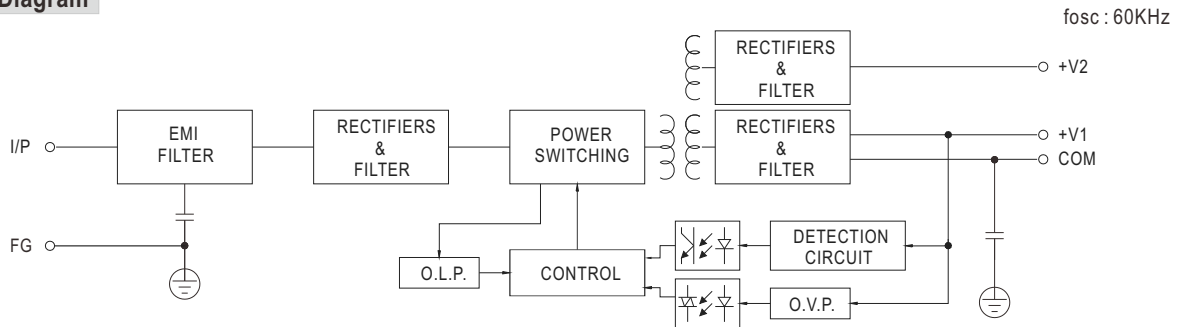 Diagram
fosc : 60KHz
RECTIFIERS
&
FILTER
+V2
I/P
EMI
FILTER
RECTIFIERS
&
FILTER
POWER
SWITCHING
RECTIFIERS
&
FILTER
+V1
COM
FG
O.L.P.
CONTROL
DETECTION
CIRCUIT
O.V.P.